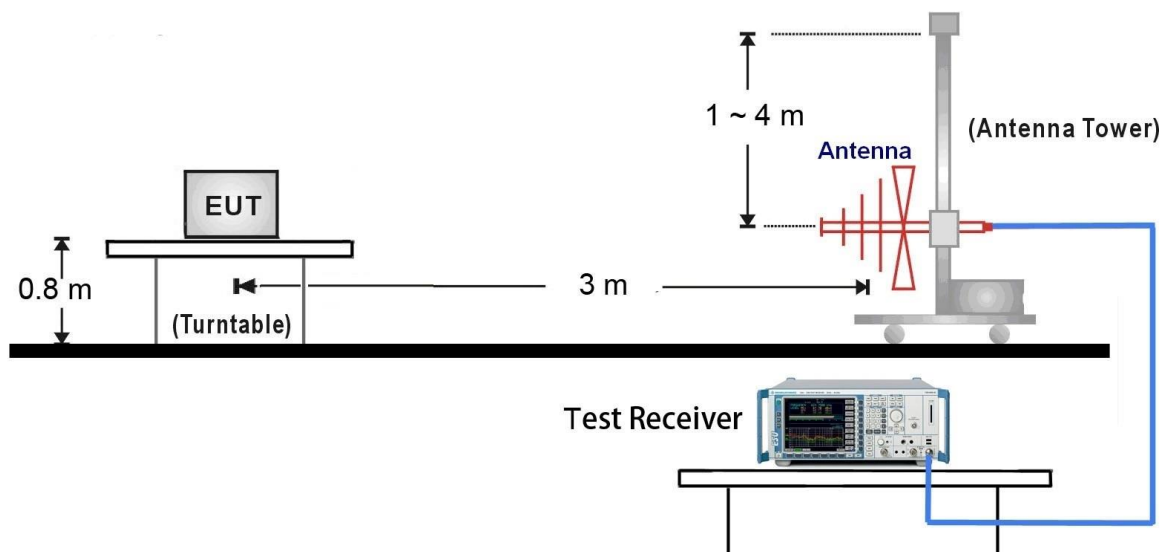 1 ~ 4 m
(Antenna Tower)
Antenna
EUT
0.8 m
3 m
(Turntable)
Test Receiver